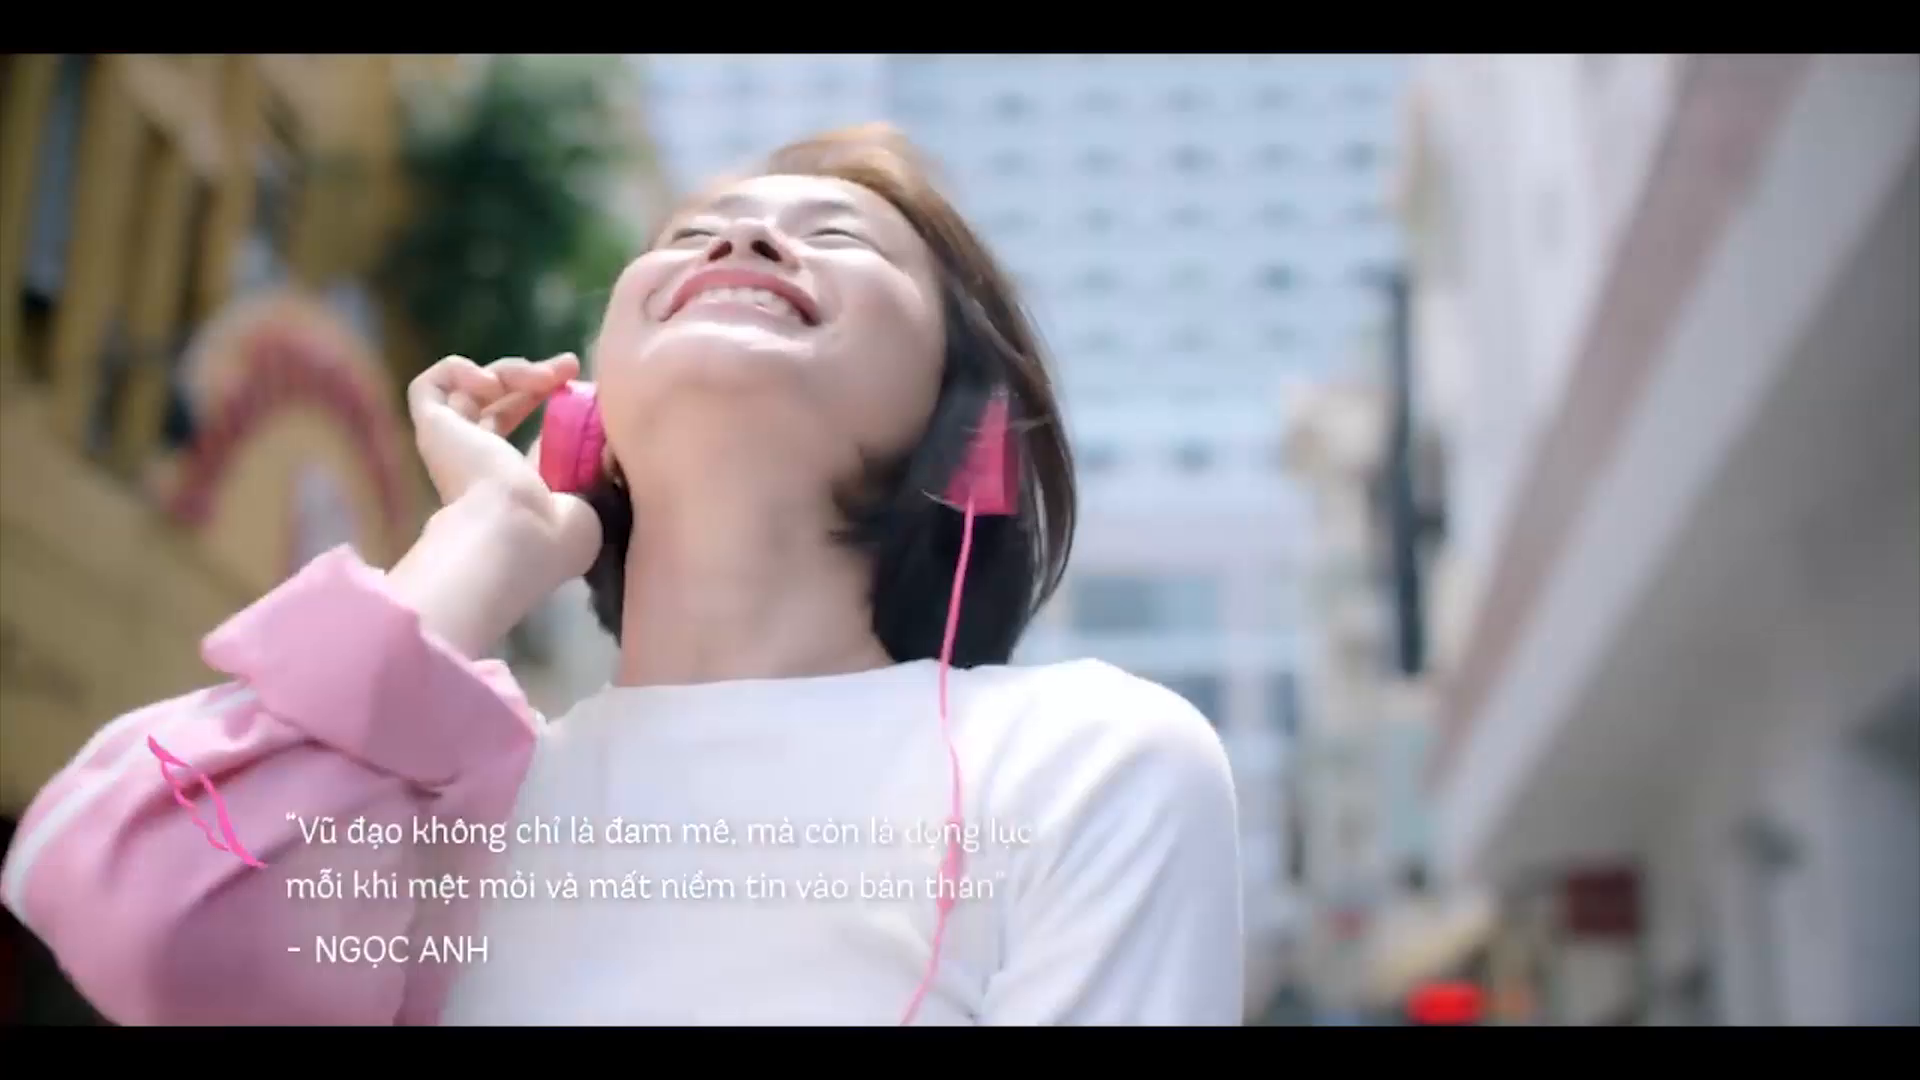 “Vũ đạo không chỉ là đam mê, mà còn là động lực
mỗi khi mệt mỏi và mất niềm tin vào bản thân”
- NGỌC ANH